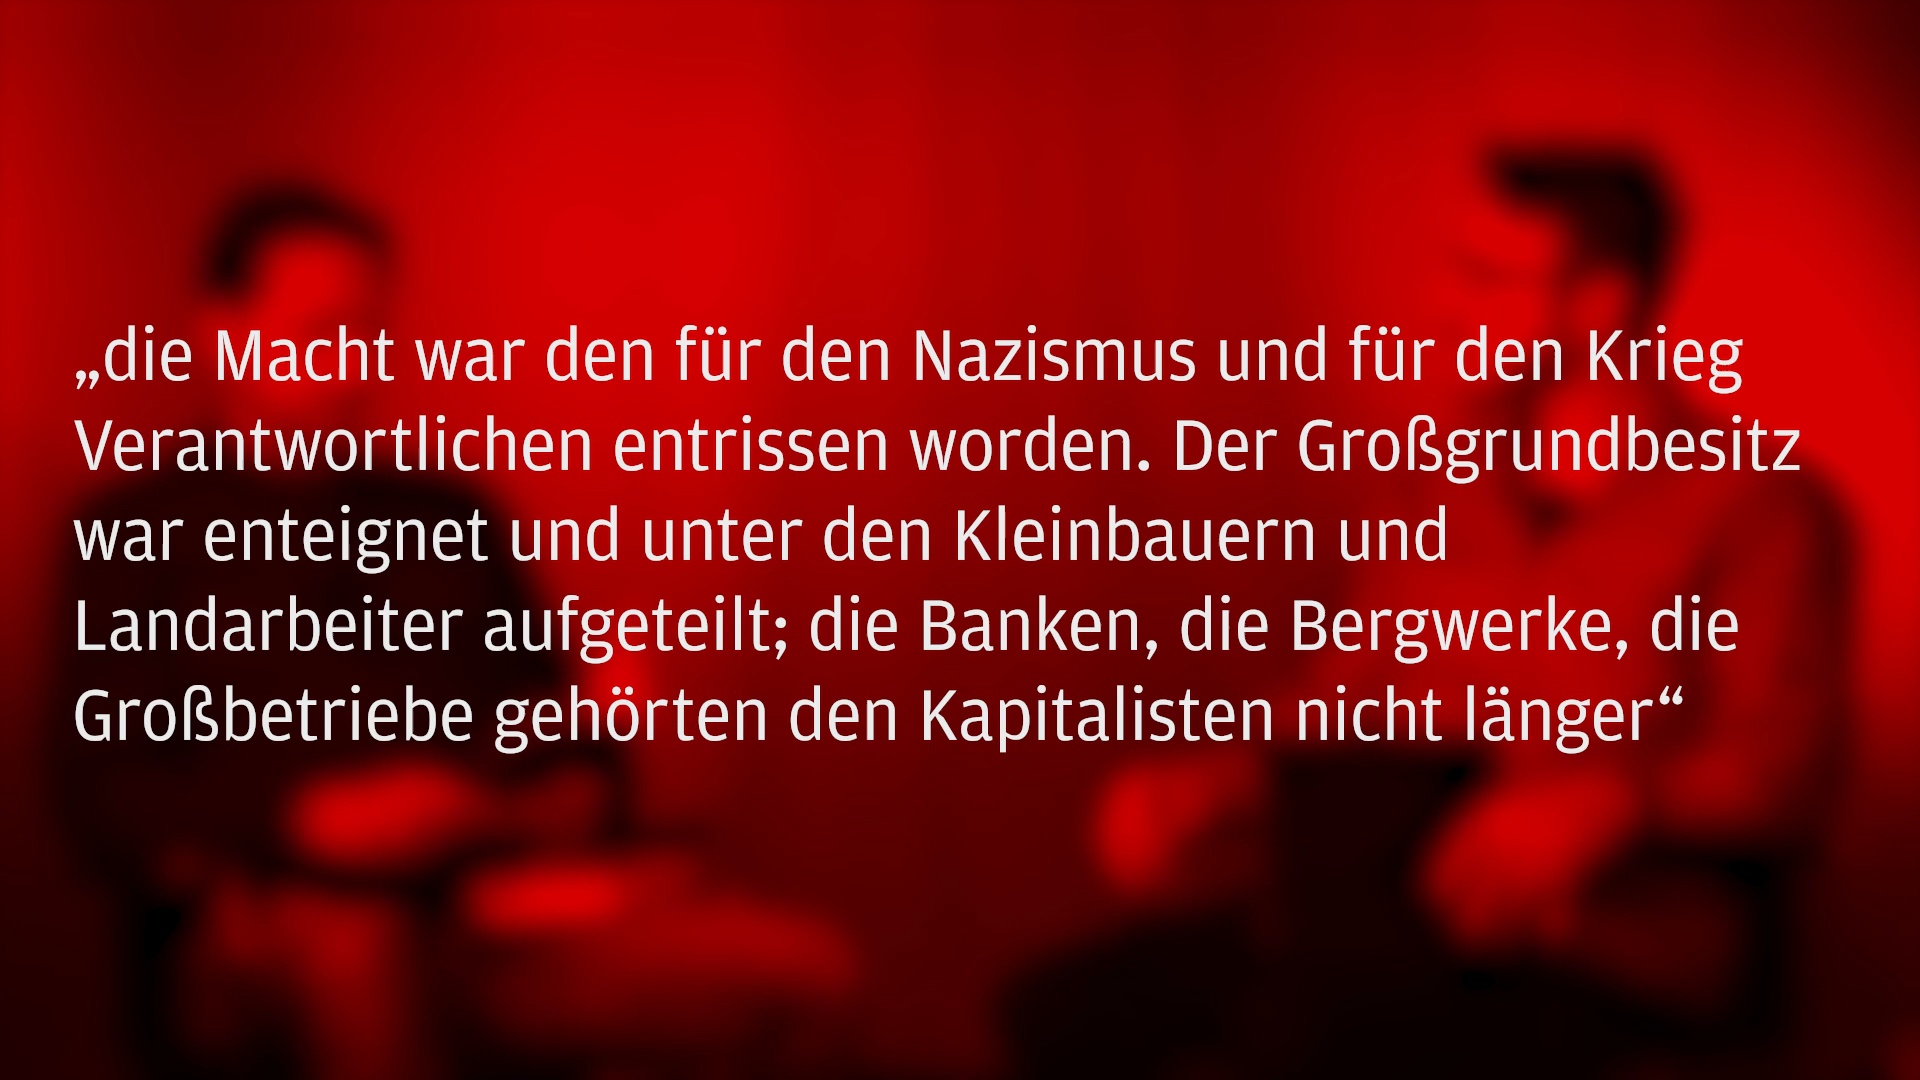 „die Macht war den für den Nazismus und für den Krieg
Verantwortlichen entrissen worden. Der Großgrundbesitz
war enteignet und unter den Kleinbauern und
Landarbeiter aufgeteilt; die Banken, die Bergwerke, die
Großbetriebe gehörten den Kapitalisten nicht länger“